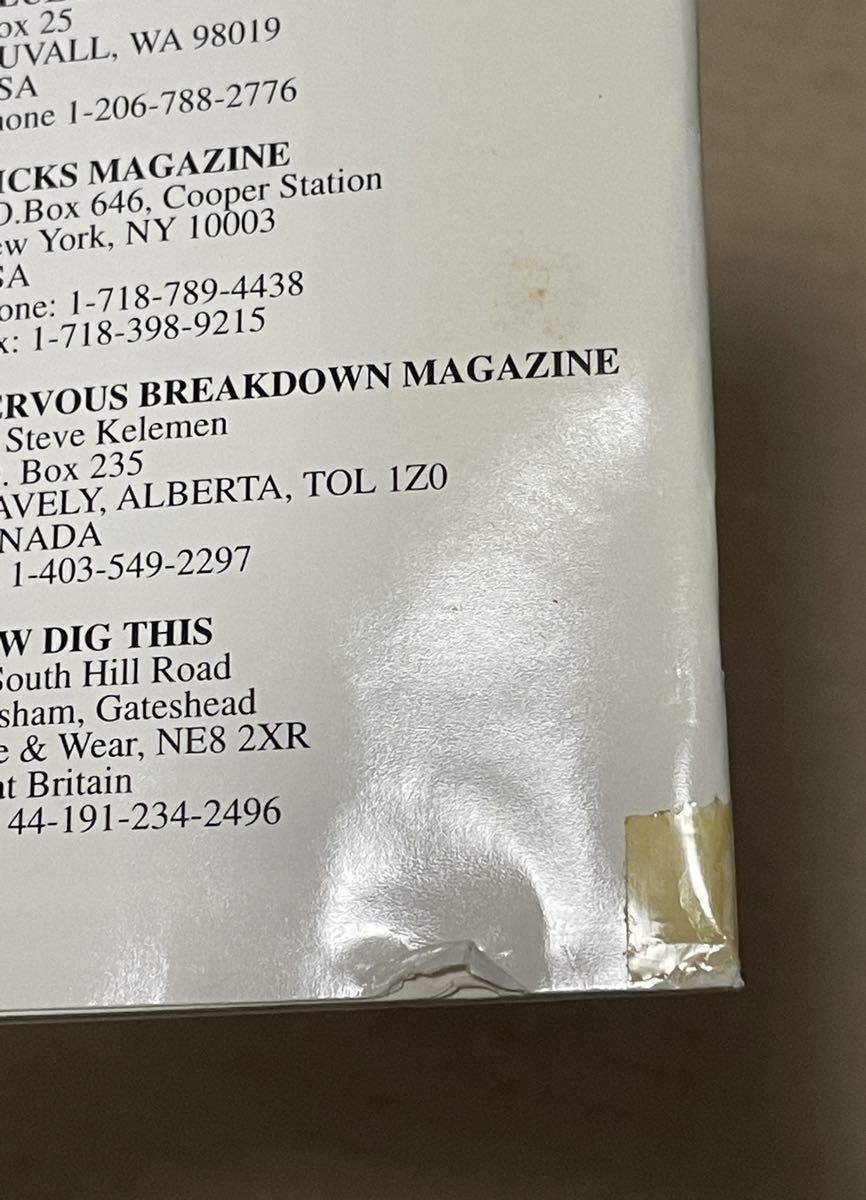 ox 25
UVALL, WA 98019
SA
one 1-206-788-2776
ICKS MAGAZINE
O.Box 646, Cooper Station
ew York, NY 10003
SA
one: 1-718-789-4438
x: 1-718-398-9215
ERVOUS BREAKDOWN MAGAZINE
Steve Kelemen
. Box 235
AVELY, ALBERTA, TOL 1Z0
NADA
1-403-549-2297
W DIG THIS
South Hill Road
sham, Gateshead
e & Wear, NE8 2XR
at Britain
44-191-234-2496